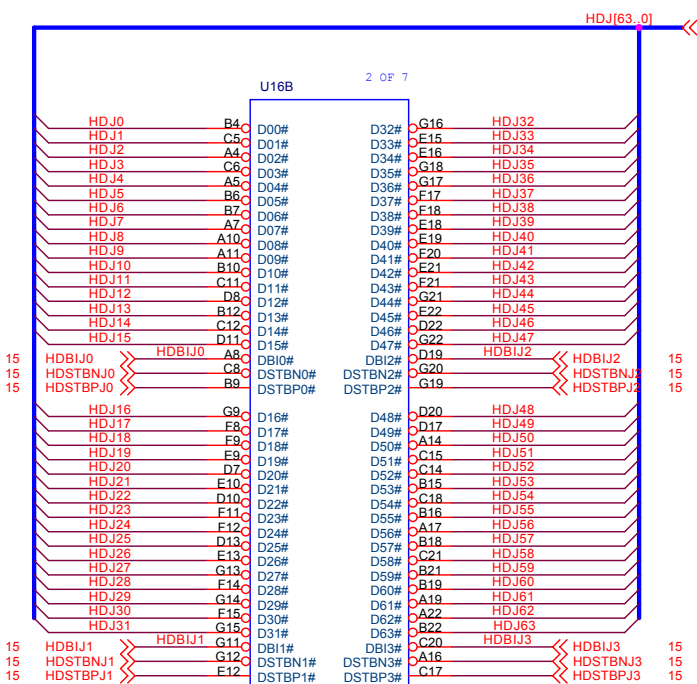 HDJ[63..0]
U16B 2 OF 7
HDJ0 B4 D00# D32# G16 HDJ32
HDJ1 C5 D01# D33# E15 HDJ33
HDJ2 A4 D02# D34# E16 HDJ34
HDJ3 C6 D03# D35# G18 HDJ35
HDJ4 A5 D04# D36# G17 HDJ36
HDJ5 B6 D05# D37# F17 HDJ37
HDJ6 B7 D06# D38# F18 HDJ38
HDJ7 A7 D07# D39# E18 HDJ39
HDJ8 A10 D08# D40# E19 HDJ40
HDJ9 A11 D09# D41# F20 HDJ41
HDJ10 B10 D10# D42# E21 HDJ42
HDJ11 C11 D11# D43# F21 HDJ43
HDJ12 D8 D12# D44# G21 HDJ44
HDJ13 B12 D13# D45# E22 HDJ45
HDJ14 C12 D14# D46# D22 HDJ46
HDJ15 D11 D15# D47# G22 HDJ47
15 HDBIJ0 HDBIJ0 A8 DBI0# DBI2# D19 HDBIJ2 HDBIJ2 15
15 HDSTBNJ0 C8 DSTBN0# DSTBN2# G20 HDSTBNJ2 15
15 HDSTBPJ0 B9 DSTBP0# DSTBP2# G19 HDSTBPJ2 15
HDJ16 G9 D16# D48# D20 HDJ48
HDJ17 F8 D17# D49# D17 HDJ49
HDJ18 F9 D18# D50# A14 HDJ50
HDJ19 E9 D19# D51# C15 HDJ51
HDJ20 D7 D20# D52# C14 HDJ52
HDJ21 E10 D21# D53# B15 HDJ53
HDJ22 D10 D22# D54# C18 HDJ54
HDJ23 F11 D23# D55# B16 HDJ55
HDJ24 F12 D24# D56# A17 HDJ56
HDJ25 D13 D25# D57# B18 HDJ57
HDJ26 E13 D26# D58# C21 HDJ58
HDJ27 G13 D27# D59# B21 HDJ59
HDJ28 F14 D28# D60# B19 HDJ60
HDJ29 G14 D29# D61# A19 HDJ61
HDJ30 F15 D30# D62# A22 HDJ62
HDJ31 G15 D31# D63# B22 HDJ63
15 HDBIJ1 HDBIJ1 G11 DBI1# DBI3# C20 HDBIJ3 HDBIJ3 15
15 HDSTBNJ1 G12 DSTBN1# DSTBN3# A16 HDSTBNJ3 15
15 HDSTBPJ1 E12 DSTBP1# DSTBP3# C17 HDSTBPJ3 15